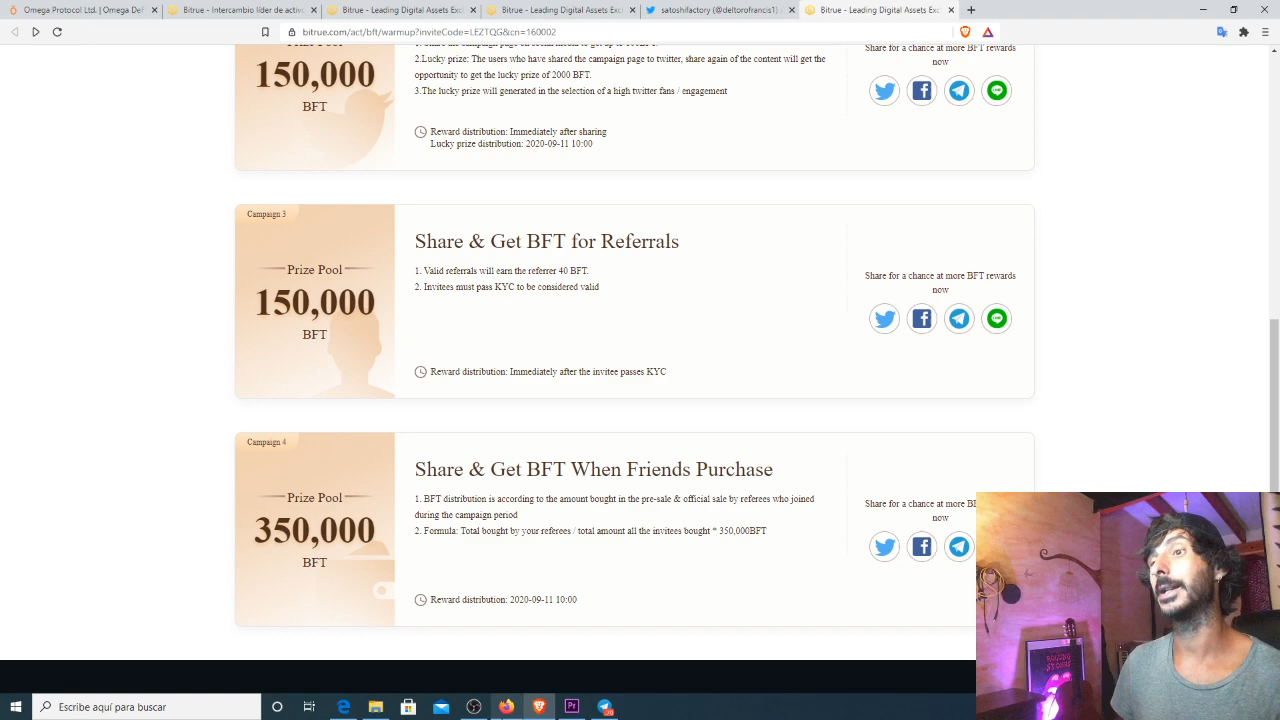 Omega Protocol Ltd. | Omega Def
Bitrue - Intercambio líder de activo
Bitrue - Leading Digital Assets Exc
Bitrue - Leading Digital Assets Exc
satoshifactory (@deltorofrancis1) /
Bitrue - Leading Digital Assets Exc
bitrue.com/act/bft/warmup?inviteCode=LEZTQG&cn=160002
150,000
BFT
2.Lucky prize: The users who have shared the campaign page to twitter, share again of the content will get the
opportunity to get the lucky prize of 2000 BFT.
3.The lucky prize will generated in the selection of a high twitter fans / engagement
Reward distribution: Immediately after sharing
Lucky prize distribution: 2020-09-11 10:00
Share for a chance at more BFT rewards
now
Campaign 3
Prize Pool
150,000
BFT
Share & Get BFT for Referrals
1. Valid referrals will earn the referrer 40 BFT.
2. Invitees must pass KYC to be considered valid
Reward distribution: Immediately after the invitee passes KYC
Share for a chance at more BFT rewards
now
LINE
Campaign 4
Prize Pool
350,000
BFT
Share & Get BFT When Friends Purchase
1. BFT distribution is according to the amount bought in the pre-sale & official sale by referees who joined
during the campaign period
2. Formula: Total bought by your referees / total amount all the invitees bought * 350,000BFT
Reward distribution: 2020-09-11 10:00
Share for a chance at more
now
Escribe aquí para buscar